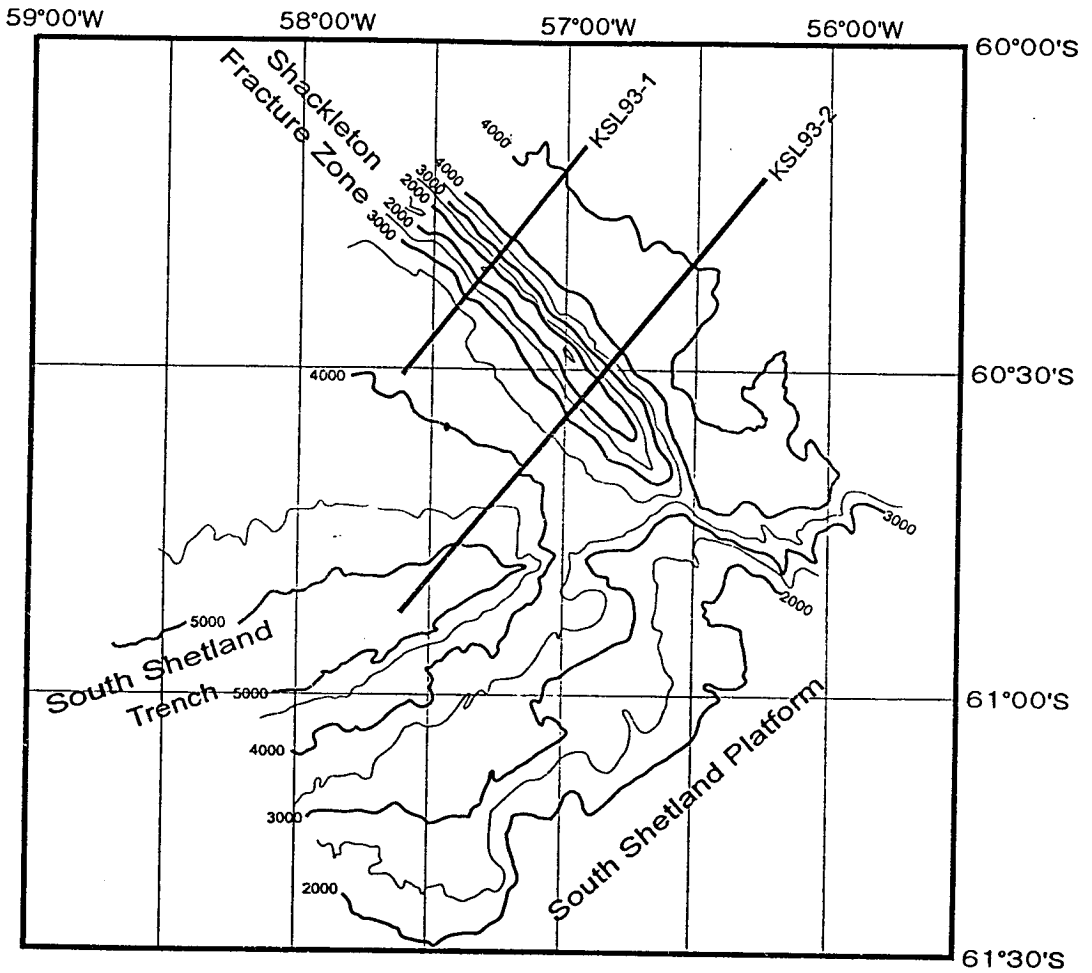 59°00'W
58°00'W
57°00'W
56°00'W
60°00'S
Shackleton
Fracture Zone
4000
KSL93-1
KSL93-2
4000
3000
2000
2000
3000
4000
60°30'S
3000
2000
5000
South Shetland
Trench
5000
61°00'S
4000
South Shetland Platform
3000
2000
61°30'S